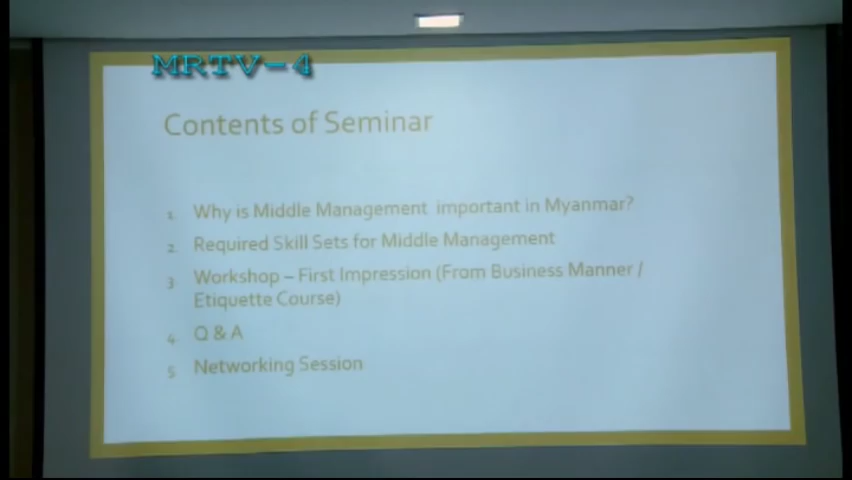 MRTV-4
Contents of Seminar
1. Why is Middle Management important in Myanmar?
2. Required Skill Sets for Middle Management
3. Workshop – First Impression (From Business Manner /
Etiquette Course)
4. Q & A
5. Networking Session